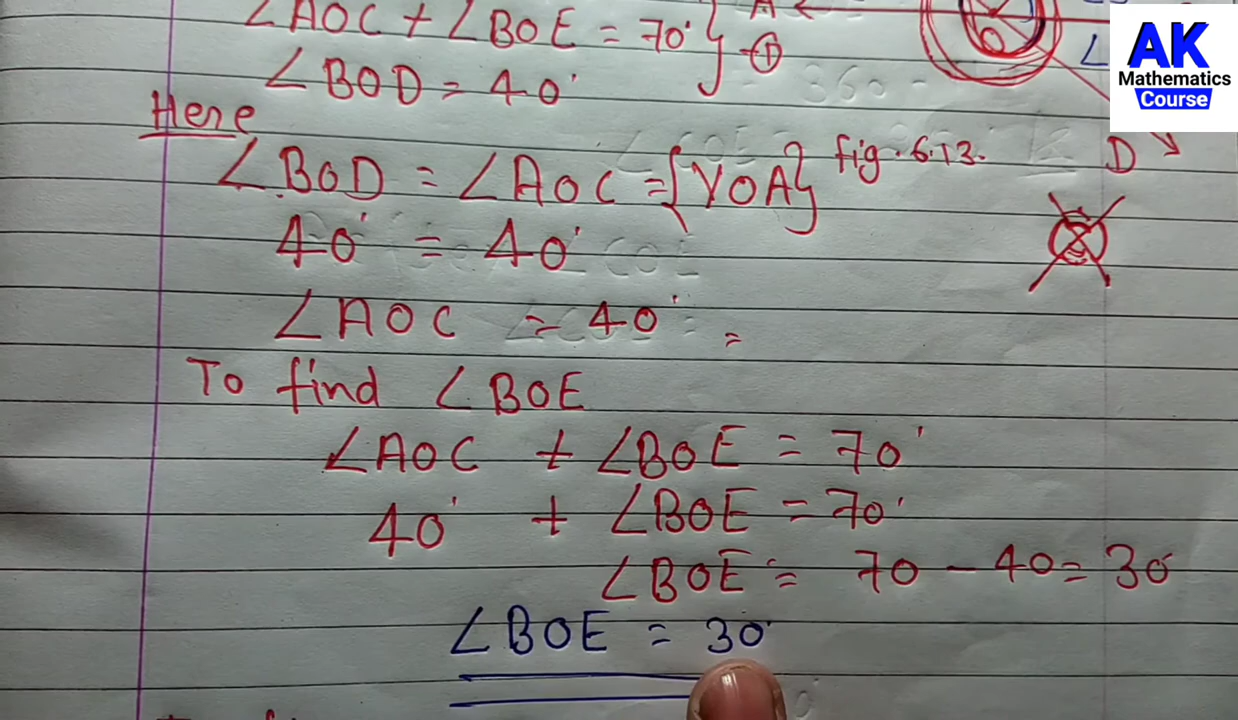 ∠AOC + ∠BOE = 70°} ①
∠BOD = 40°
Here
∠BOD = ∠AOC = {VOA} fig. 6.13.
40° = 40°
∠AOC = 40° =
To find ∠BOE
∠AOC + ∠BOE = 70°
40° + ∠BOE = 70°
∠BOE = 70 - 40 = 30°
∠BOE = 30°
A
O
∠
D
AK
Mathematics
Course